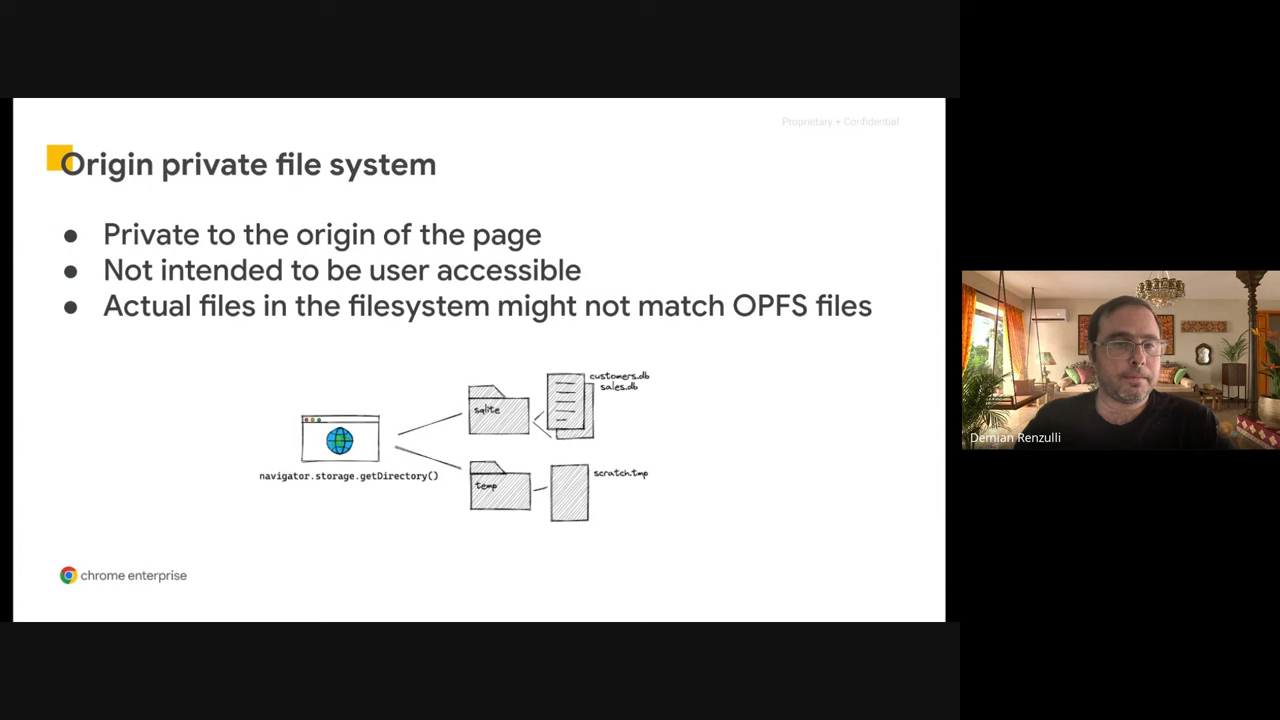 Proprietary + Confidential
Origin private file system
● Private to the origin of the page
● Not intended to be user accessible
● Actual files in the filesystem might not match OPFS files
customers.db
sales.db
sqlite
navigator.storage.getDirectory()
temp
scratch.tmp
chrome enterprise
Demian Renzulli